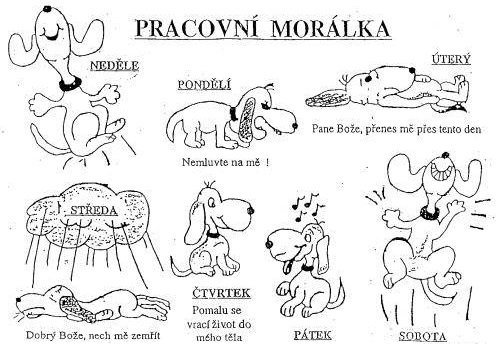 PRACOVNÍ MORÁLKA
NEDĚLE
PONDĚLÍ
Nemluvte na mě !
ÚTERÝ
Pane Bože, přenes mě přes tento den
STŘEDA
Dobrý Bože, nech mě zemřít
ČTVRTEK
Pomalu se
vrací život do
mého těla
PÁTEK
SOBOTA